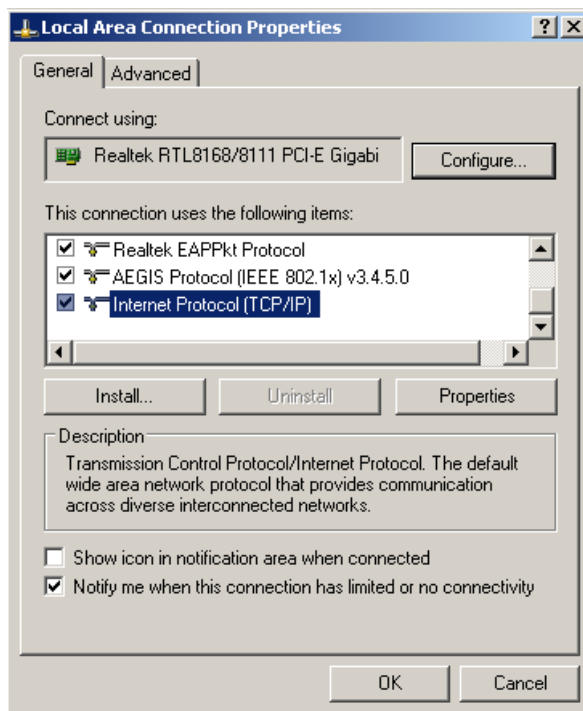 Local Area Connection Properties
General
Advanced
Connect using:
Realtek RTL8168/8111 PCI-E Gigabi
Configure...
This connection uses the following items:
Realtek EAPPkt Protocol
AEGIS Protocol (IEEE 802.1x) v3.4.5.0
Internet Protocol (TCP/IP)
Install...
Uninstall
Properties
Description
Transmission Control Protocol/Internet Protocol. The default
wide area network protocol that provides communication
across diverse interconnected networks.
Show icon in notification area when connected
Notify me when this connection has limited or no connectivity
OK
Cancel